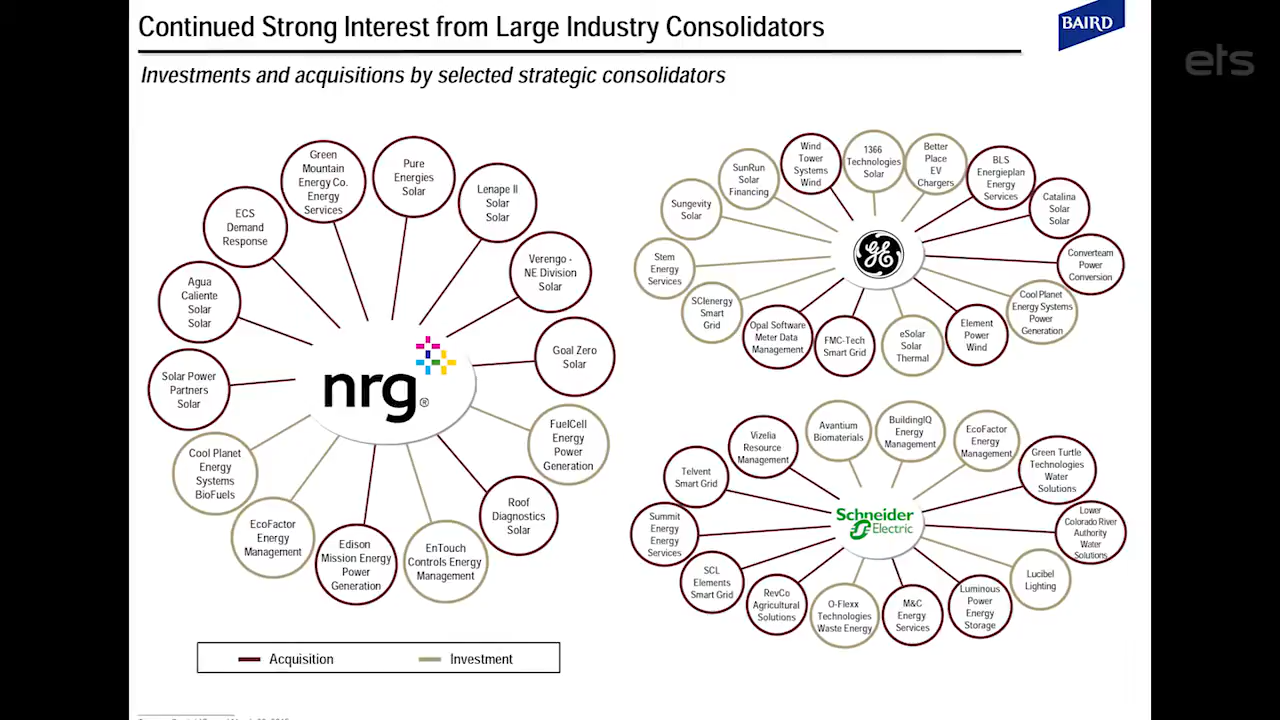 Continued Strong Interest from Large Industry Consolidators
BAIRD
ets
Investments and acquisitions by selected strategic consolidators
Green
Mountain
Energy Co.
Energy
Services
Pure
Energies
Solar
Lenape II
Solar
Solar
ECS
Demand
Response
Verengo -
NE Division
Solar
Agua
Caliente
Solar
Solar
Goal Zero
Solar
Solar Power
Partners
Solar
nrg®
FuelCell
Energy
Power
Generation
Cool Planet
Energy
Systems
BioFuels
Roof
Diagnostics
Solar
EcoFactor
Energy
Management
Edison
Mission Energy
Power
Generation
EnTouch
Controls Energy
Management
Wind
Tower
Systems
Wind
1366
Technologies
Solar
Better
Place
EV
Chargers
SunRun
Solar
Financing
BLS
Energieplan
Energy
Services
Sungevity
Solar
Catalina
Solar
Solar
GE
Stem
Energy
Services
Converteam
Power
Conversion
SCIenergy
Smart
Grid
Cool Planet
Energy Systems
Power
Generation
Opal Software
Meter Data
Management
FMC-Tech
Smart Grid
eSolar
Solar
Thermal
Element
Power
Wind
Vizelia
Resource
Management
Avantium
Biomaterials
BuildingIQ
Energy
Management
EcoFactor
Energy
Management
Telvent
Smart Grid
Green Turtle
Technologies
Water
Solutions
Schneider
Electric
Summit
Energy
Energy
Services
Lower
Colorado River
Authority
Water
Solutions
SCL
Elements
Smart Grid
Lucibel
Lighting
RevCo
Agricultural
Solutions
O-Flexx
Technologies
Waste Energy
M&C
Energy
Services
Luminous
Power
Energy
Storage
Acquisition
Investment